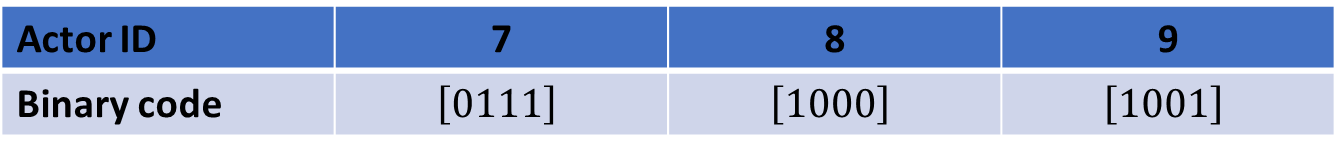 Actor ID 7 8 9
Binary code [0111] [1000] [1001]